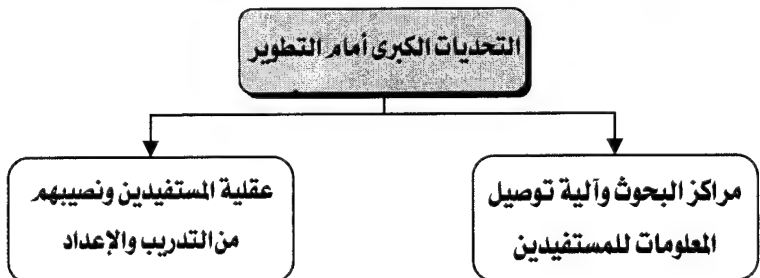 التحديات الكبرى أمام التطوير
مراكز البحوث وآلية توصيل
المعلومات للمستفيدين
عقلية المستفيدين ونصيبهم
من التدريب والإعداد